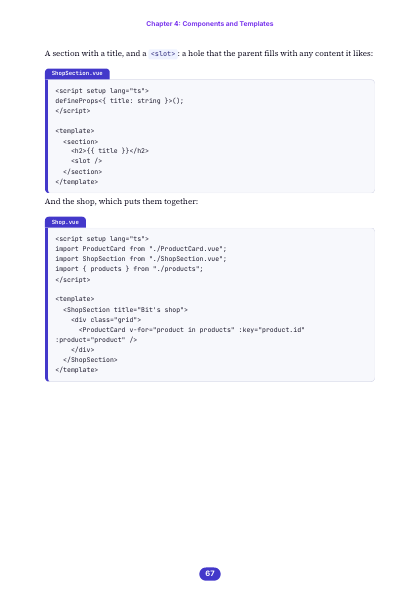 Chapter 4: Components and Templates
A section with a title, and a <slot> : a hole that the parent fills with any content it likes:
ShopSection.vue
<script setup lang="ts">
defineProps<{ title: string }>();
</script>
<template>
  <section>
    <h2>{{ title }}</h2>
    <slot />
  </section>
</template>
And the shop, which puts them together:
Shop.vue
<script setup lang="ts">
import ProductCard from "./ProductCard.vue";
import ShopSection from "./ShopSection.vue";
import { products } from "./products";
</script>
<template>
  <ShopSection title="Bit's shop">
    <div class="grid">
      <ProductCard v-for="product in products" :key="product.id"
:product="product" />
    </div>
  </ShopSection>
</template>
67